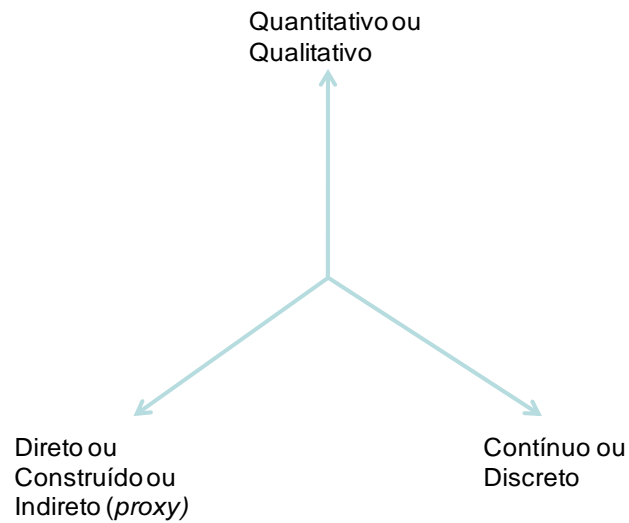 Quantitativo ou
Qualitativo
Direto ou
Construído ou
Indireto (proxy)
Contínuo ou
Discreto